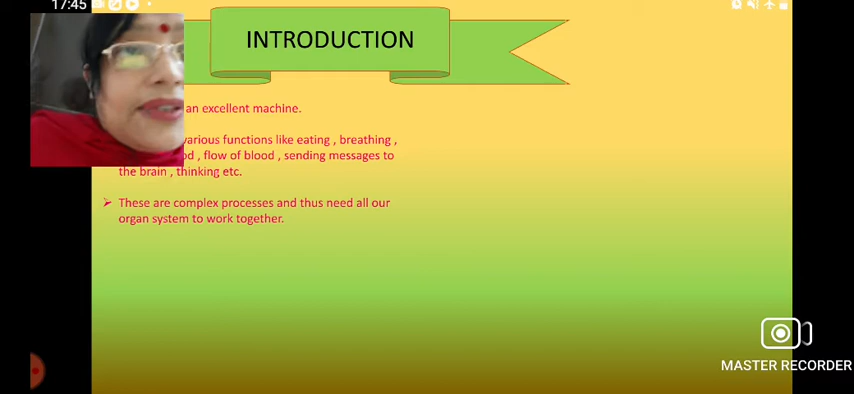 17:45
INTRODUCTION
an excellent machine.
various functions like eating , breathing ,
od , flow of blood , sending messages to
the brain , thinking etc.
➢ These are complex processes and thus need all our
organ system to work together.
MASTER RECORDER